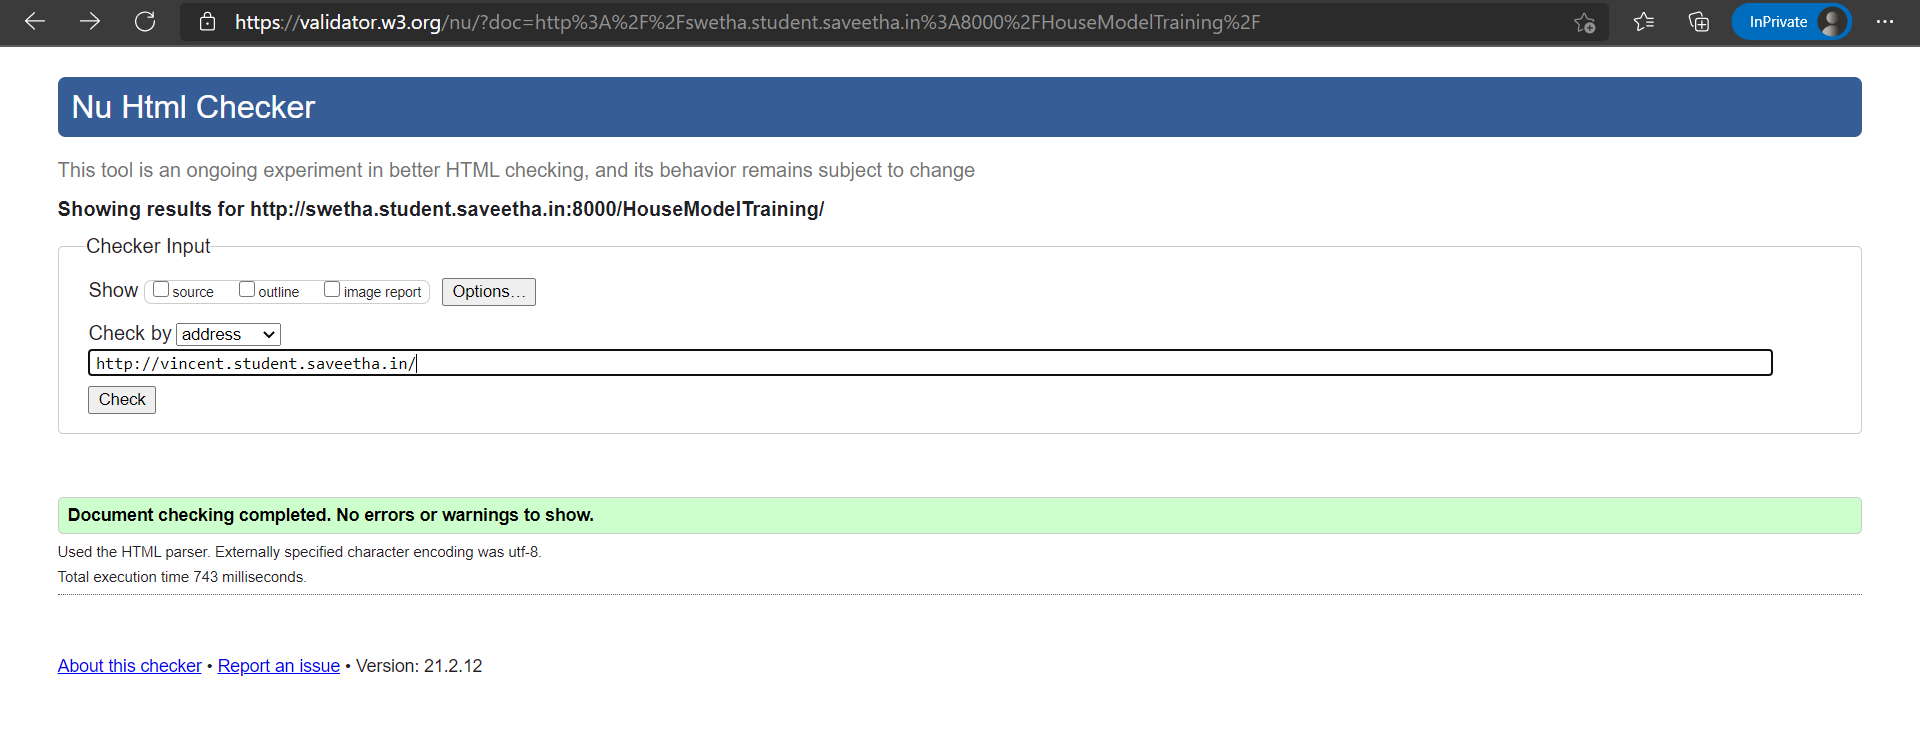 https://validator.w3.org/nu/?doc=http%3A%2F%2Fswetha.student.saveetha.in%3A8000%2FHouseModelTraining%2F
InPrivate
Nu Html Checker
This tool is an ongoing experiment in better HTML checking, and its behavior remains subject to change
Showing results for http://swetha.student.saveetha.in:8000/HouseModelTraining/
Checker Input
Show source outline image report Options...
Check by address
http://vincent.student.saveetha.in/
Check
Document checking completed. No errors or warnings to show.
Used the HTML parser. Externally specified character encoding was utf-8.
Total execution time 743 milliseconds.
About this checker • Report an issue • Version: 21.2.12